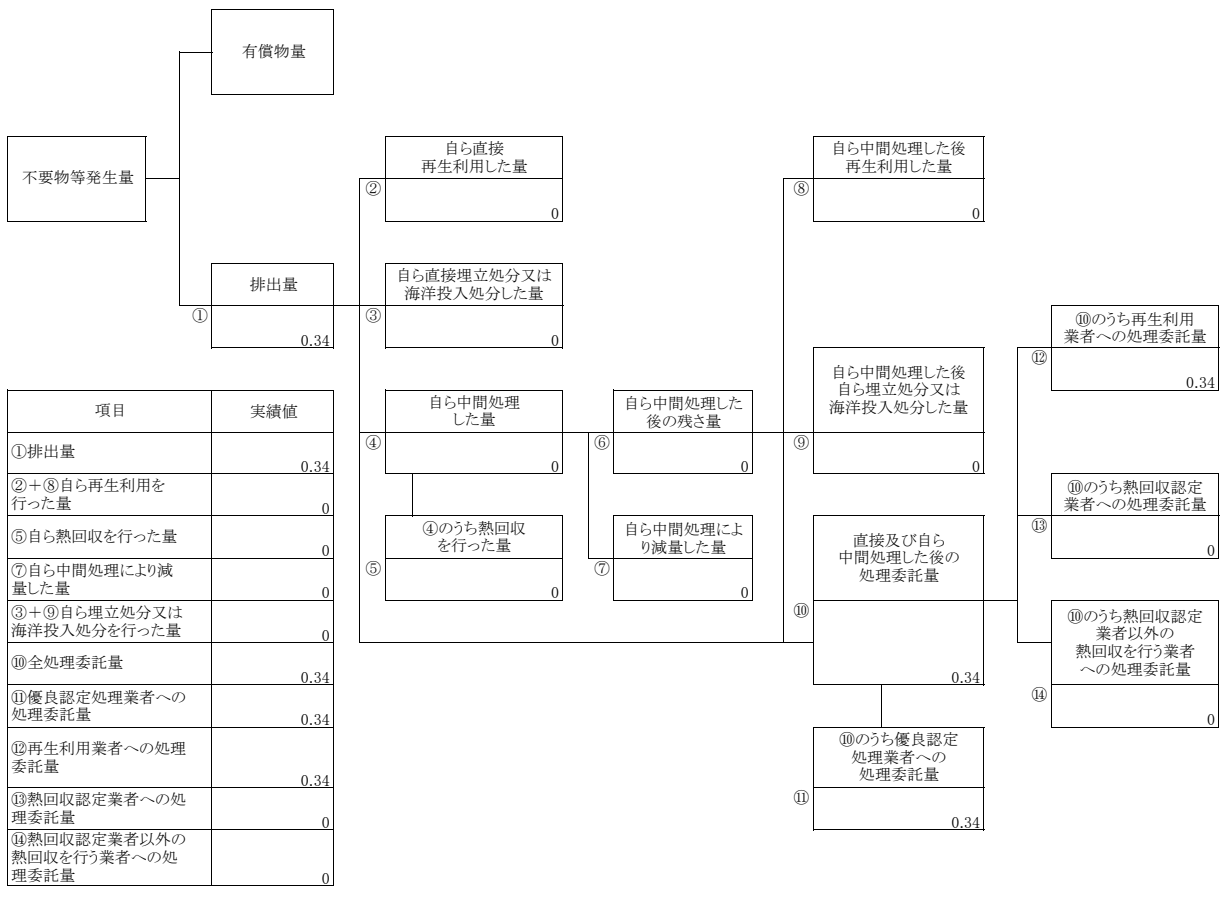 有償物量
不要物等発生量
自ら直接
再生利用した量
②
0
自ら中間処理した後
再生利用した量
⑧
0
排出量
①
0.34
自ら直接埋立処分又は
海洋投入処分した量
③
0
⑩のうち再生利用
業者への処理委託量
⑫
0.34
自ら中間処理
した量
④
0
自ら中間処理した
後の残さ量
⑥
0
自ら中間処理した後
自ら埋立処分又は
海洋投入処分した量
⑨
0
④のうち熱回収
を行った量
⑤
0
自ら中間処理によ
り減量した量
⑦
0
直接及び自ら
中間処理した後の
処理委託量
⑩
0.34
⑩のうち熱回収認定
業者への処理委託量
⑬
0
⑩のうち熱回収認定
業者以外の
熱回収を行う業者
への処理委託量
⑭
0
⑩のうち優良認定
処理業者への
処理委託量
⑪
0.34
項目 実績値
①排出量
0.34
②＋⑧自ら再生利用を
行った量
0
⑤自ら熱回収を行った量
0
⑦自ら中間処理により減
量した量
0
③＋⑨自ら埋立処分又は
海洋投入処分を行った量
0
⑩全処理委託量
0.34
⑪優良認定処理業者への
処理委託量
0.34
⑫再生利用業者への処理
委託量
0.34
⑬熱回収認定業者への処
理委託量
0
⑭熱回収認定業者以外の
熱回収を行う業者への処
理委託量
0